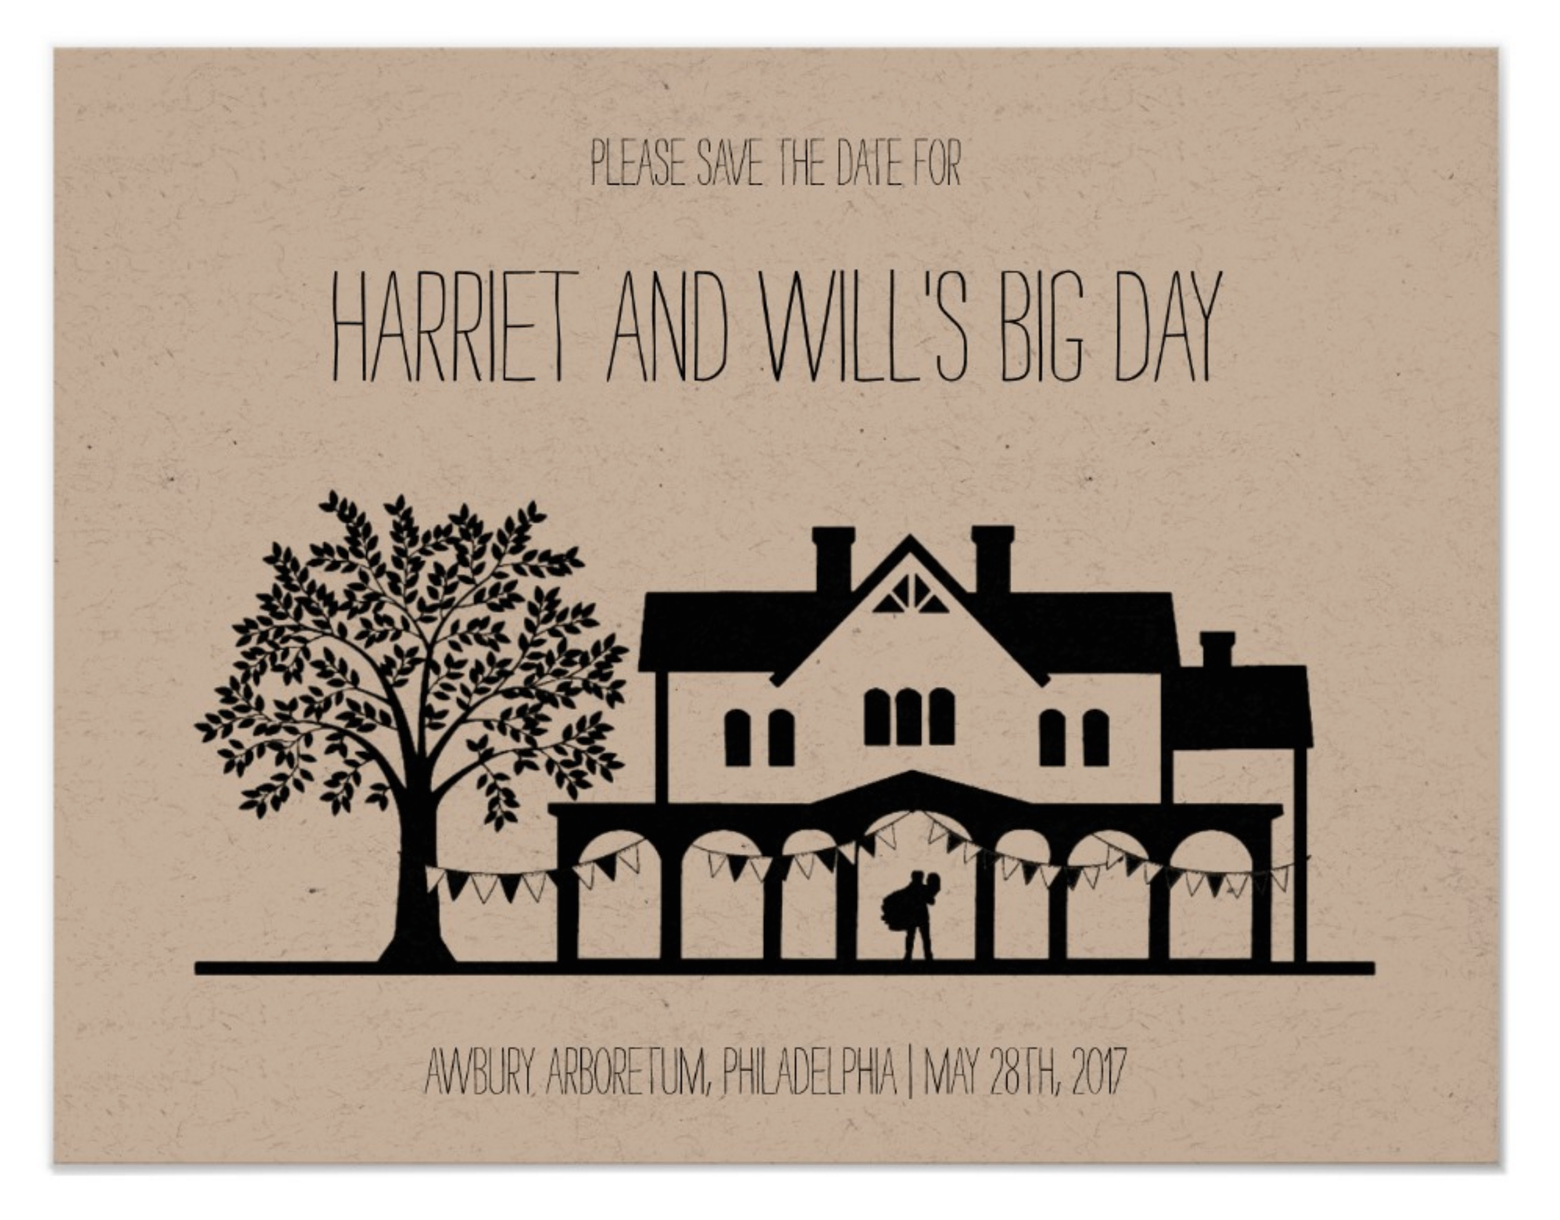 PLEASE SAVE THE DATE FOR
HARRIET AND WILL'S BIG DAY
AWBURY ARBORETUM, PHILADELPHIA | MAY 28TH, 2017